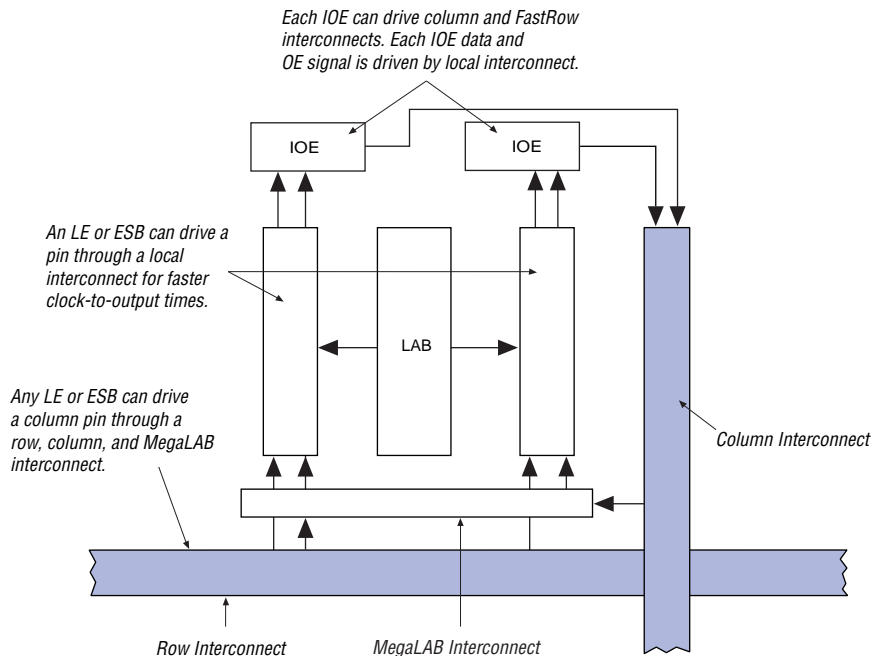 Each IOE can drive column and FastRow
interconnects. Each IOE data and
OE signal is driven by local interconnect.
IOE
IOE
An LE or ESB can drive a
pin through a local
interconnect for faster
clock-to-output times.
LAB
Any LE or ESB can drive
a column pin through a
row, column, and MegaLAB
interconnect.
Column Interconnect
Row Interconnect
MegaLAB Interconnect